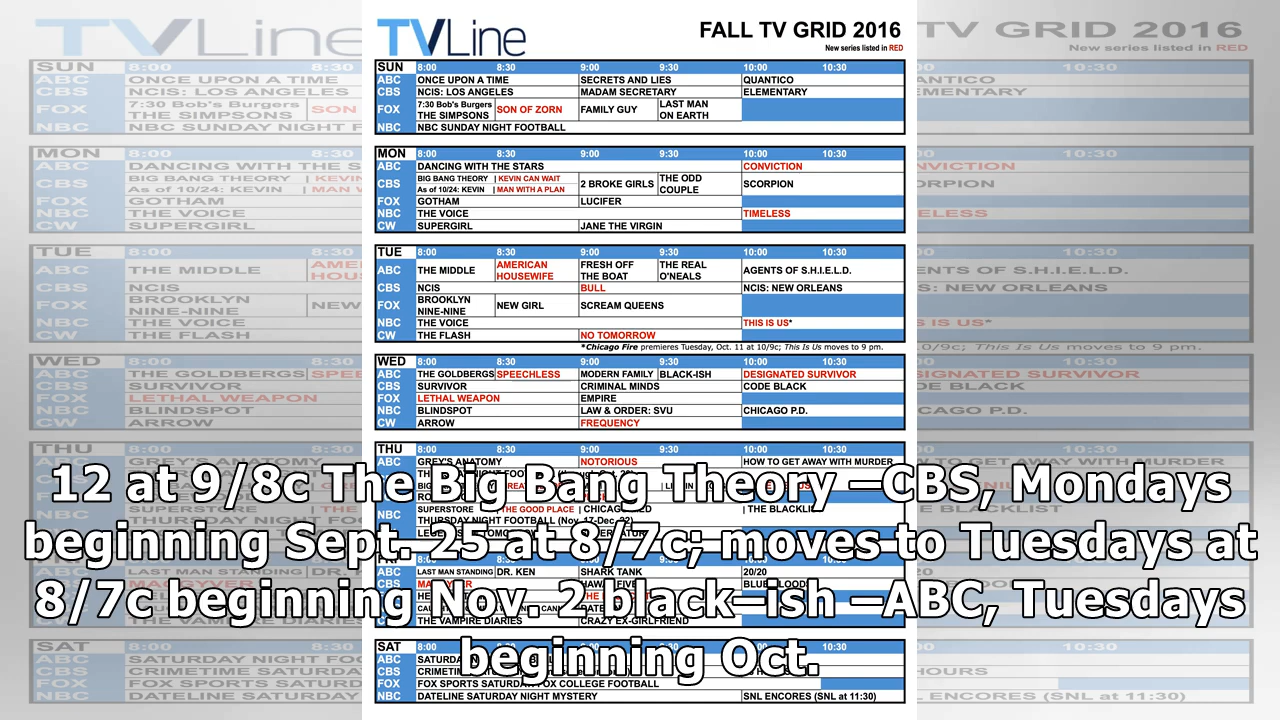 TVLine
FALL TV GRID 2016
New series listed in RED
SUN 8:00 8:30 9:00 9:30 10:00 10:30
ABC ONCE UPON A TIME SECRETS AND LIES QUANTICO
CBS NCIS: LOS ANGELES MADAM SECRETARY ELEMENTARY
FOX 7:30 Bob's Burgers THE SIMPSONS SON OF ZORN FAMILY GUY LAST MAN ON EARTH
NBC NBC SUNDAY NIGHT FOOTBALL
MON 8:00 8:30 9:00 9:30 10:00 10:30
ABC DANCING WITH THE STARS CONVICTION
CBS BIG BANG THEORY | KEVIN CAN WAIT As of 10/24: KEVIN | MAN WITH A PLAN 2 BROKE GIRLS THE ODD COUPLE SCORPION
FOX GOTHAM LUCIFER
NBC THE VOICE TIMELESS
CW SUPERGIRL JANE THE VIRGIN
TUE 8:00 8:30 9:00 9:30 10:00 10:30
ABC THE MIDDLE AMERICAN HOUSEWIFE FRESH OFF THE BOAT THE REAL O'NEALS AGENTS OF S.H.I.E.L.D.
CBS NCIS BULL NCIS: NEW ORLEANS
FOX BROOKLYN NINE-NINE NEW GIRL SCREAM QUEENS
NBC THE VOICE THIS IS US*
CW THE FLASH NO TOMORROW
*Chicago Fire premieres Tuesday, Oct. 11 at 10/9c; This Is Us moves to 9 pm.
WED 8:00 8:30 9:00 9:30 10:00 10:30
ABC THE GOLDBERGS SPEECHLESS MODERN FAMILY BLACK-ISH DESIGNATED SURVIVOR
CBS SURVIVOR CRIMINAL MINDS CODE BLACK
FOX LETHAL WEAPON EMPIRE
NBC BLINDSPOT LAW & ORDER: SVU CHICAGO P.D.
CW ARROW FREQUENCY
THU 8:00 8:30 9:00 9:30 10:00 10:30
ABC GREY'S ANATOMY NOTORIOUS HOW TO GET AWAY WITH MURDER
12 at 9/8c The Big Bang Theory —CBS, Mondays
SUPERSTORE | THE GOOD PLACE | THE BLACKLIST
beginning Sept. 25 at 8/7c; moves to Tuesdays at
LAST MAN STANDING DR. KEN SHARK TANK 20/20
8/7c beginning Nov. 2 black—ish —ABC, Tuesdays
THE VAMPIRE DIARIES CRAZY EX-GIRLFRIEND
SAT 8:00 8:30 9:00 9:30 10:00 10:30
beginning Oct.
FOX FOX SPORTS SATURDAY/FOX COLLEGE FOOTBALL
NBC DATELINE SATURDAY NIGHT MYSTERY SNL ENCORES (SNL at 11:30)